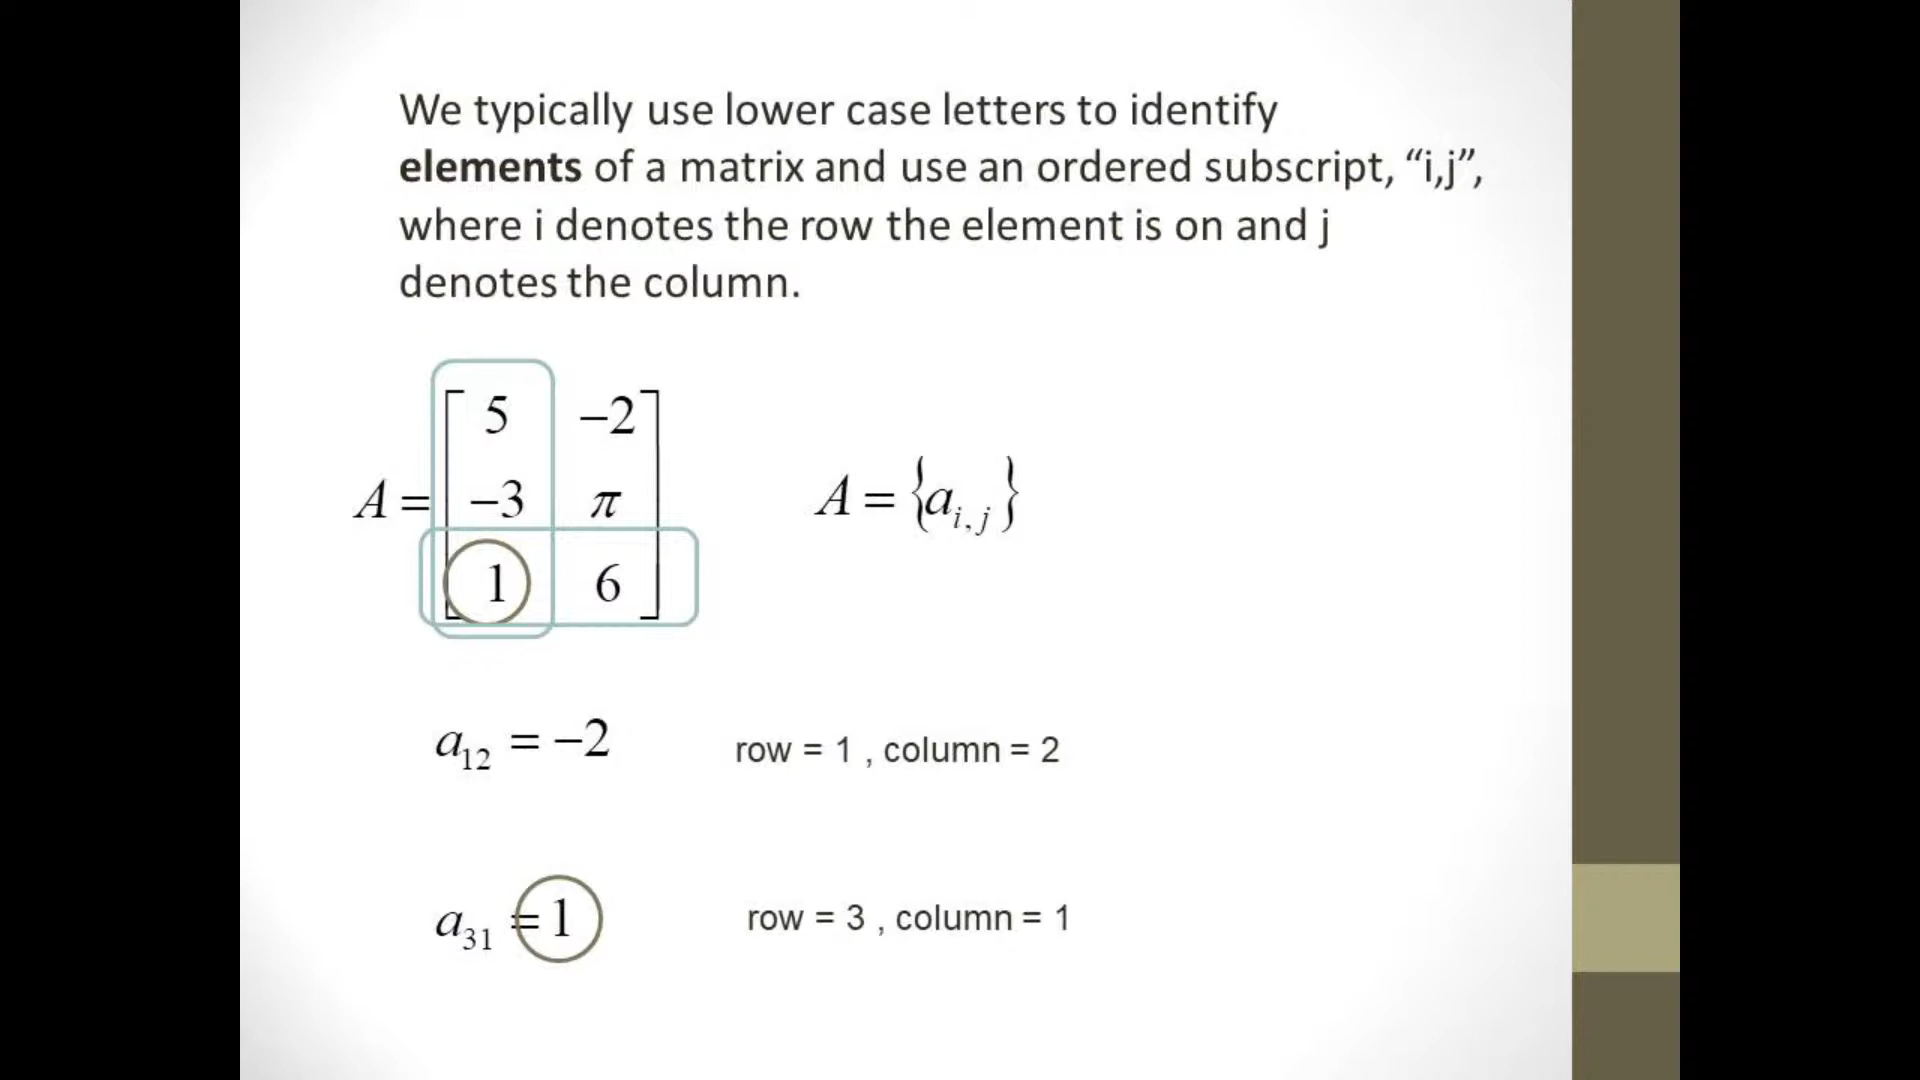 We typically use lower case letters to identify
elements of a matrix and use an ordered subscript, “i,j”,
where i denotes the row the element is on and j
denotes the column.
5 −2
A = −3 π
1 6
A = {a_{i,j}}
a_{12} = −2 row = 1 , column = 2
a_{31} = 1 row = 3 , column = 1